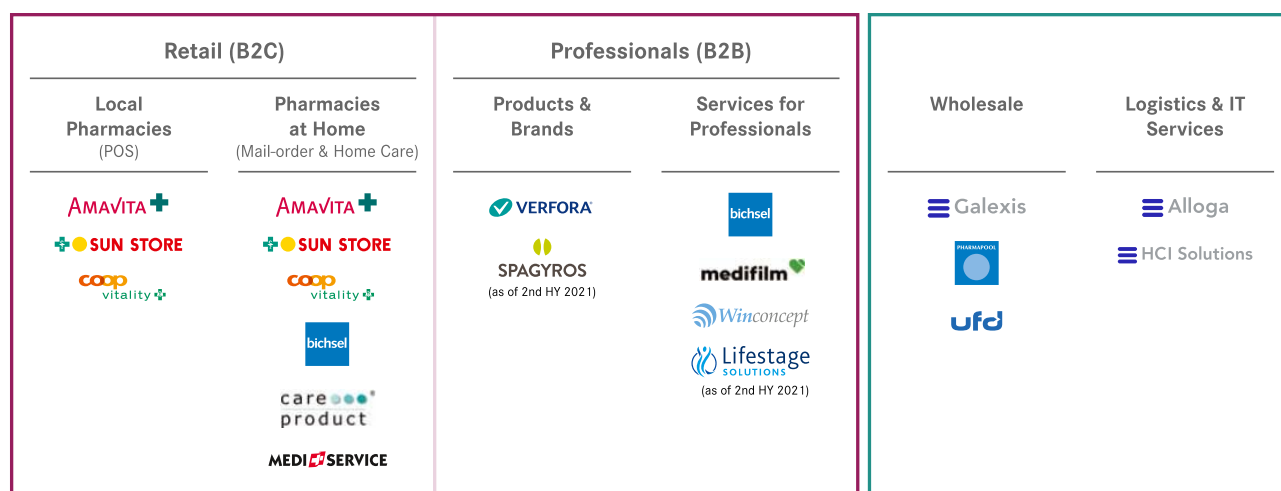 Retail (B2C)
Local
Pharmacies
(POS)
AMAVITA
SUN STORE
coop
vitality
Pharmacies
at Home
(Mail-order & Home Care)
AMAVITA
SUN STORE
coop
vitality
bichsel
care
product
MEDI SERVICE
Professionals (B2B)
Products &
Brands
VERFORA®
SPAGYROS
(as of 2nd HY 2021)
Services for
Professionals
bichsel
medifilm
Winconcept
Lifestage
SOLUTIONS
(as of 2nd HY 2021)
Wholesale
Galexis
PHARMAPOOL
ufd
Logistics & IT
Services
Alloga
HCI Solutions